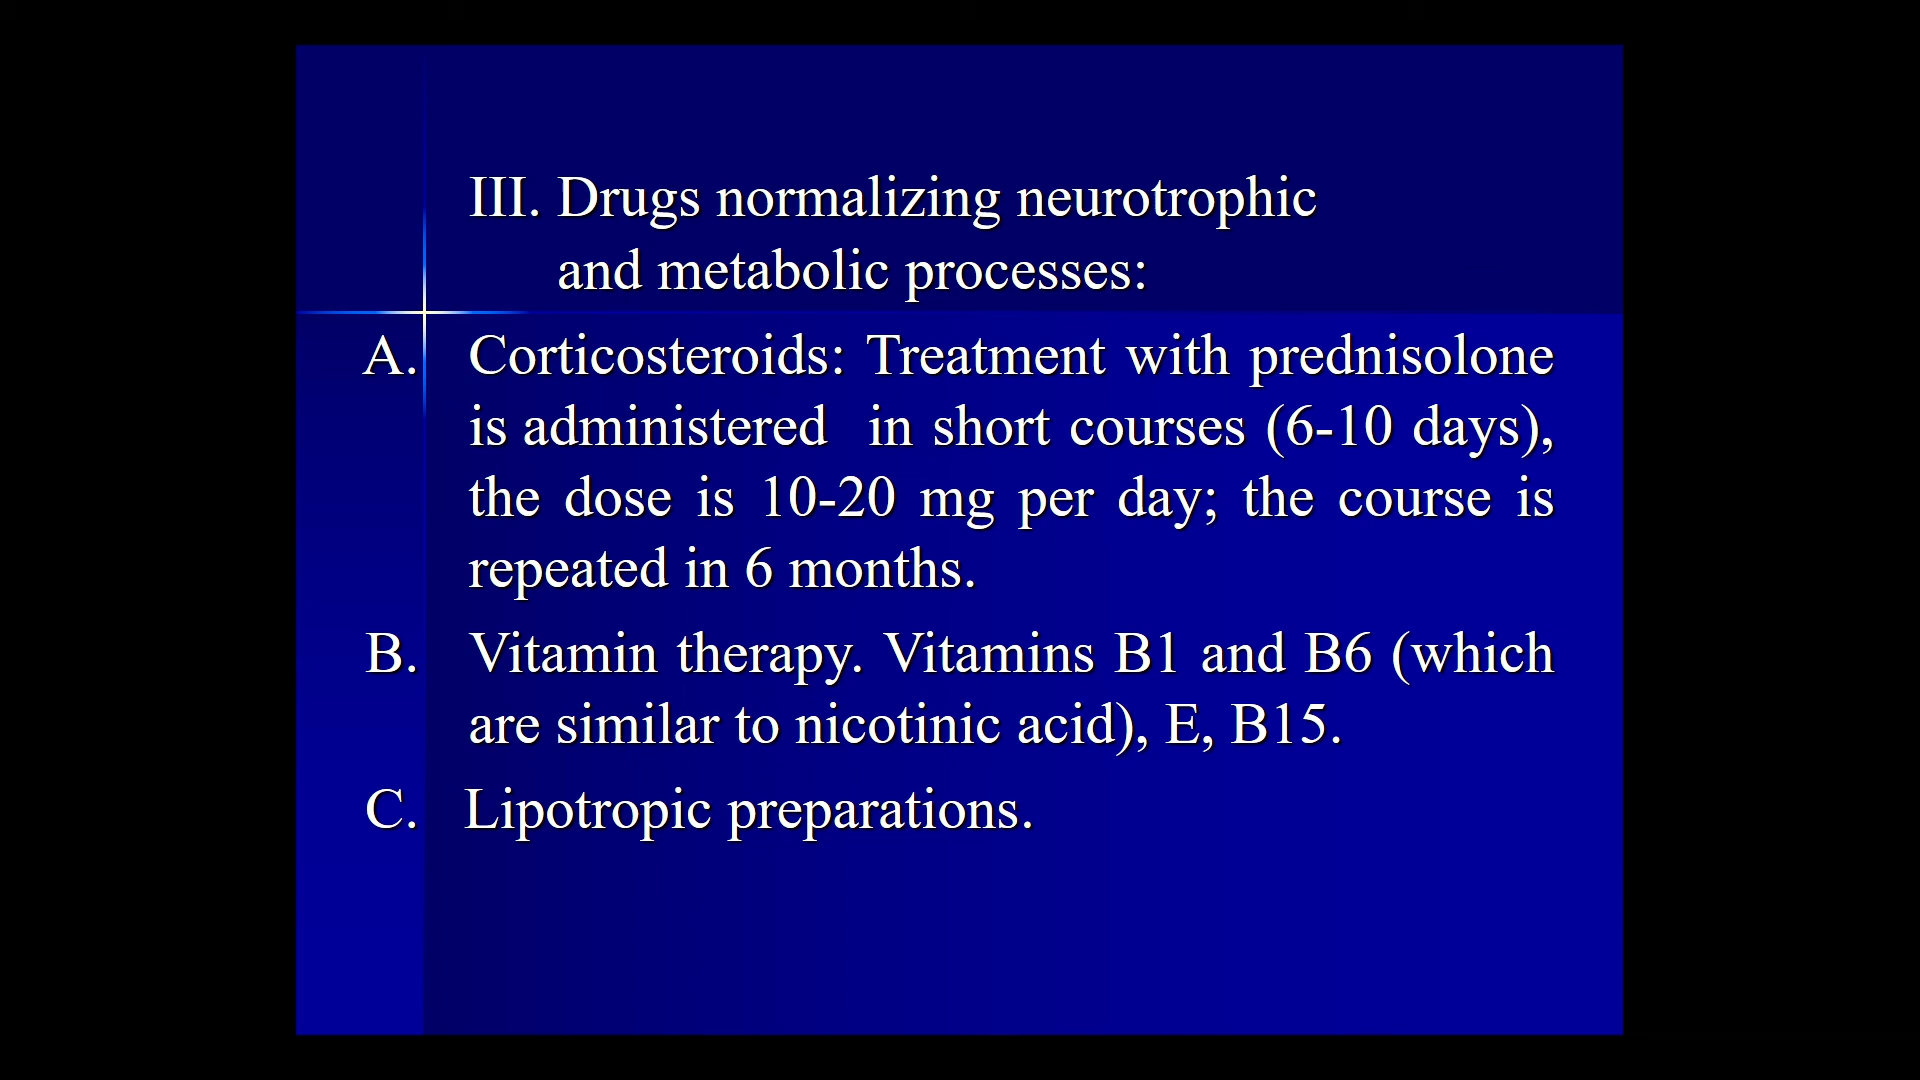 III. Drugs normalizing neurotrophic
and metabolic processes:
A. Corticosteroids: Treatment with prednisolone
is administered in short courses (6-10 days),
the dose is 10-20 mg per day; the course is
repeated in 6 months.
B. Vitamin therapy. Vitamins B1 and B6 (which
are similar to nicotinic acid), E, B15.
C. Lipotropic preparations.